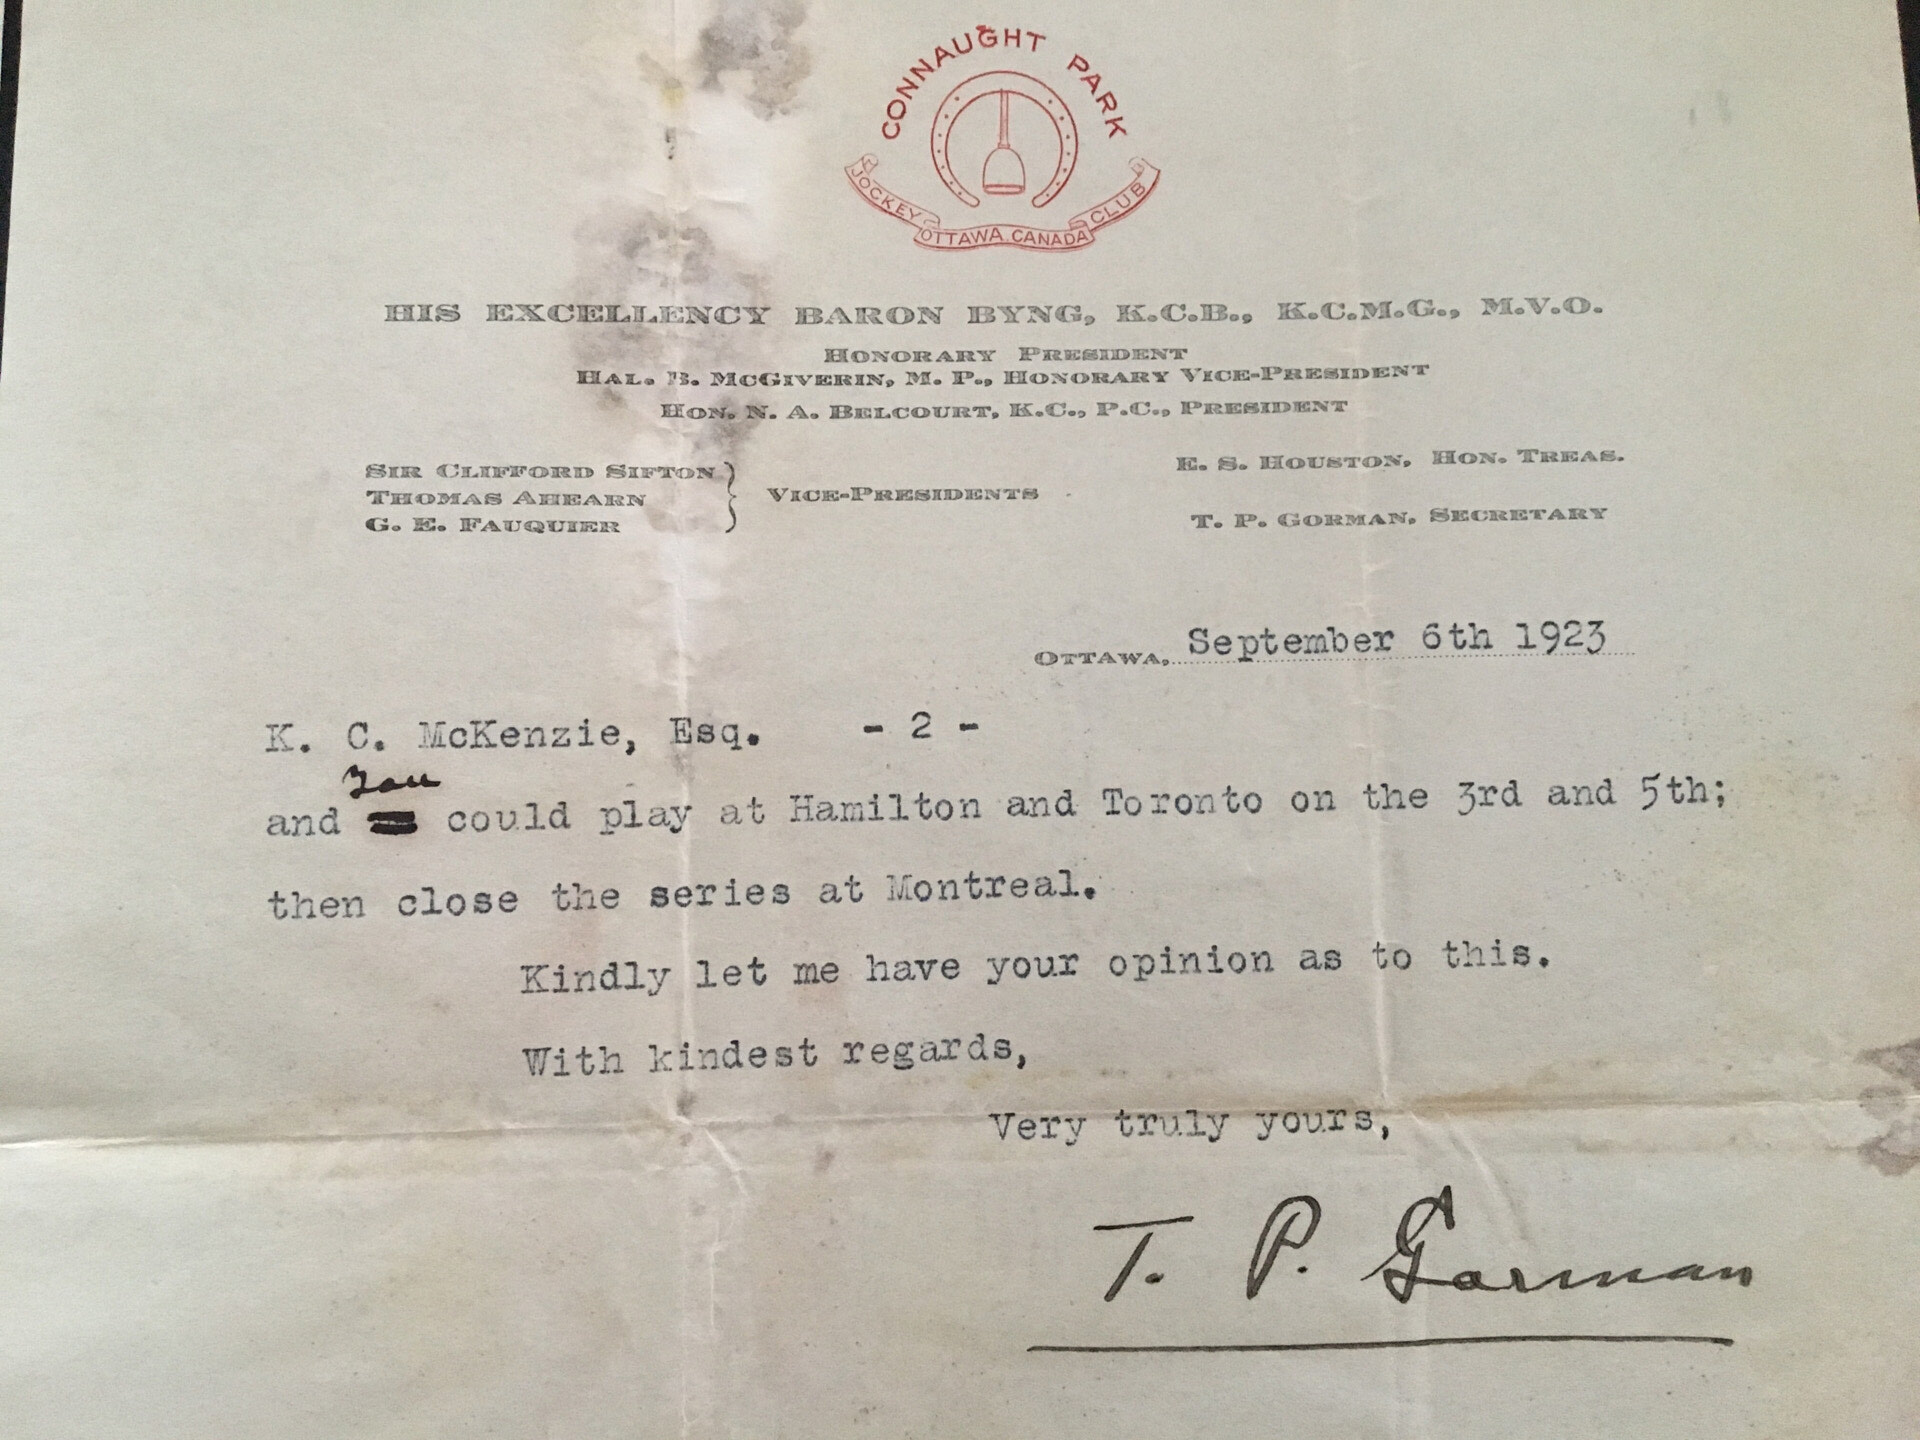 CONNAUGHT PARK
JOCKEY CLUB
OTTAWA CANADA
HIS EXCELLENCY BARON BYNG, K.C.B., K.C.M.G., M.V.O.
HONORARY PRESIDENT
HAL. B. MCGIVERIN, M. P., HONORARY VICE-PRESIDENT
HON. N. A. BELCOURT, K.C., P.C., PRESIDENT
SIR CLIFFORD SIFTON
THOMAS AHEARN
G. E. FAUQUIER
VICE-PRESIDENTS
E. S. HOUSTON, HON. TREAS.
T. P. GORMAN, SECRETARY
OTTAWA, September 6th 1923
K. C. McKenzie, Esq. - 2 -
You
and could play at Hamilton and Toronto on the 3rd and 5th;
then close the series at Montreal.
Kindly let me have your opinion as to this.
With kindest regards,
Very truly yours,
T. P. Gorman